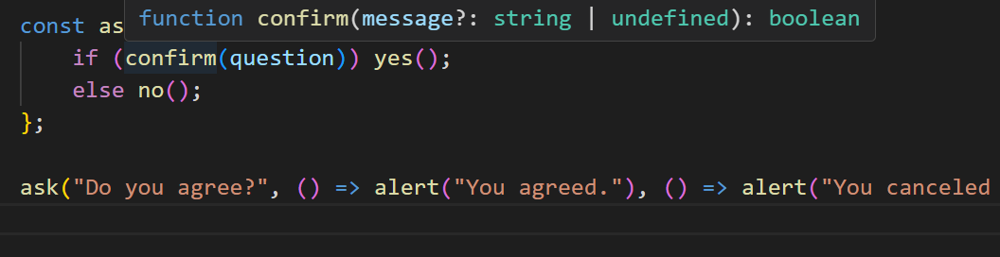 function confirm(message?: string | undefined): boolean
const as
if (confirm(question)) yes();
else no();
};
ask("Do you agree?", () => alert("You agreed."), () => alert("You canceled